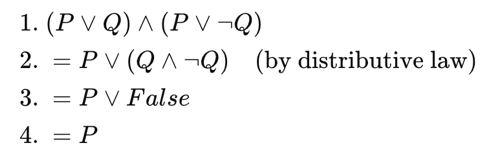 1. (P ∨ Q) ∧ (P ∨ ¬Q)
2. = P ∨ (Q ∧ ¬Q) (by distributive law)
3. = P ∨ False
4. = P